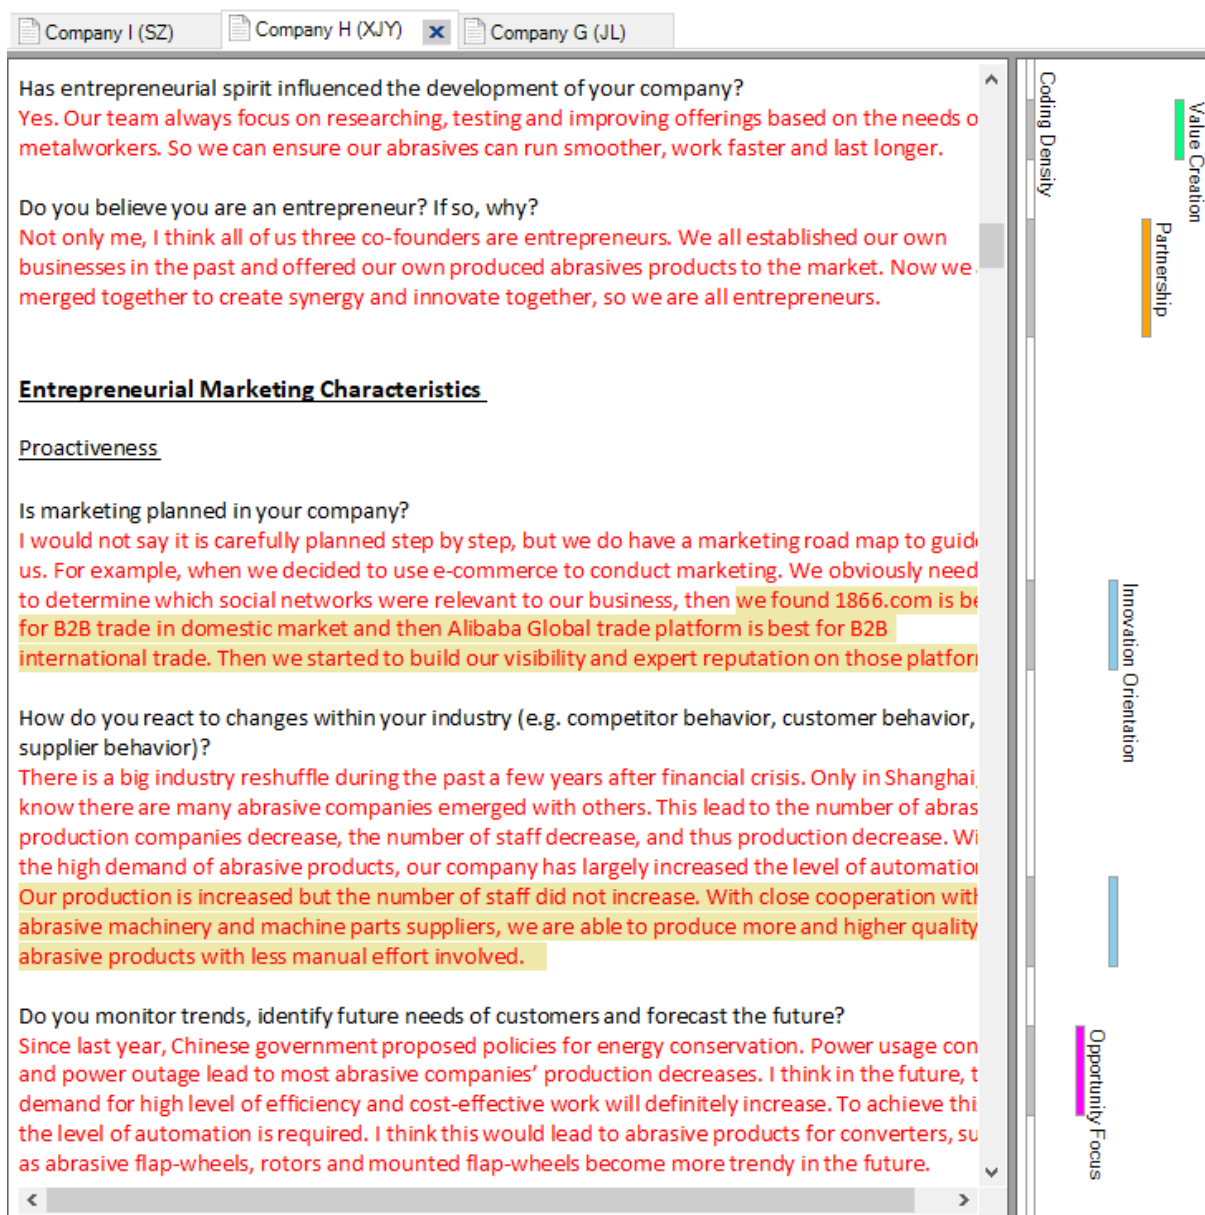 Company I (SZ)
Company H (XJY)
Company G (JL)
Has entrepreneurial spirit influenced the development of your company?
Yes. Our team always focus on researching, testing and improving offerings based on the needs
metalworkers. So we can ensure our abrasives can run smoother, work faster and last longer.
Do you believe you are an entrepreneur? If so, why?
Not only me, I think all of us three co-founders are entrepreneurs. We all established our own
businesses in the past and offered our own produced abrasives products to the market. Now we
merged together to create synergy and innovate together, so we are all entrepreneurs.
Entrepreneurial Marketing Characteristics
Proactiveness
Is marketing planned in your company?
I would not say it is carefully planned step by step, but we do have a marketing road map to
us. For example, when we decided to use e-commerce to conduct marketing. We obviously need
to determine which social networks were relevant to our business, then we found 1866.com is
for B2B trade in domestic market and then Alibaba Global trade platform is best for B2B
international trade. Then we started to build our visibility and expert reputation on those
How do you react to changes within your industry (e.g. competitor behavior, customer behavior,
supplier behavior)?
There is a big industry reshuffle during the past a few years after financial crisis. Only in Shanghai,
know there are many abrasive companies emerged with others. This lead to the number of
production companies decrease, the number of staff decrease, and thus production decrease.
the high demand of abrasive products, our company has largely increased the level of
Our production is increased but the number of staff did not increase. With close cooperation
abrasive machinery and machine parts suppliers, we are able to produce more and higher quality
abrasive products with less manual effort involved.
Do you monitor trends, identify future needs of customers and forecast the future?
Since last year, Chinese government proposed policies for energy conservation. Power usage
and power outage lead to most abrasive companies' production decreases. I think in the future,
demand for high level of efficiency and cost-effective work will definitely increase. To achieve
the level of automation is required. I think this would lead to abrasive products for converters,
as abrasive flap-wheels, rotors and mounted flap-wheels become more trendy in the future.
Coding Density
Value Creation
Partnership
Innovation Orientation
Opportunity Focus